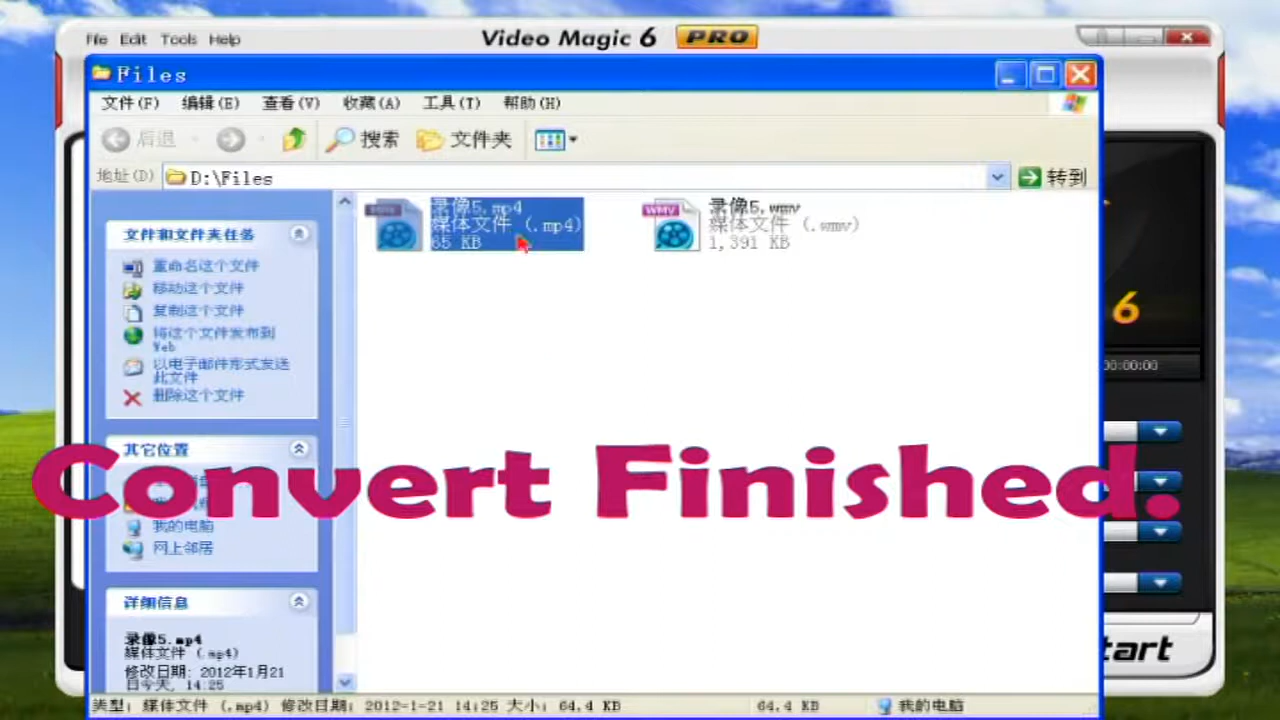 File Edit Tools Help
Video Magic 6 PRO
Files
文件(F) 编辑(E) 查看(V) 收藏(A) 工具(T) 帮助(H)
后退 搜索 文件夹
地址(D) D:\Files 转到
录像5.mp4
媒体文件 (.mp4)
65 KB
WMV
录像5.wmv
媒体文件 (.wmv)
1,391 KB
文件和文件夹任务
重命名这个文件
移动这个文件
复制这个文件
将这个文件发布到
Web
以电子邮件形式发送
此文件
删除这个文件
6
00:00:00
其它位置
Convert Finished.
我的电脑
网上邻居
详细信息
录像5.mp4
媒体文件 (.mp4)
修改日期: 2012年1月21
日今天, 14:25
tart
类型: 媒体文件 (.mp4) 修改日期: 2012-1-21 14:25 大小: 64.4 KB 64.4 KB 我的电脑